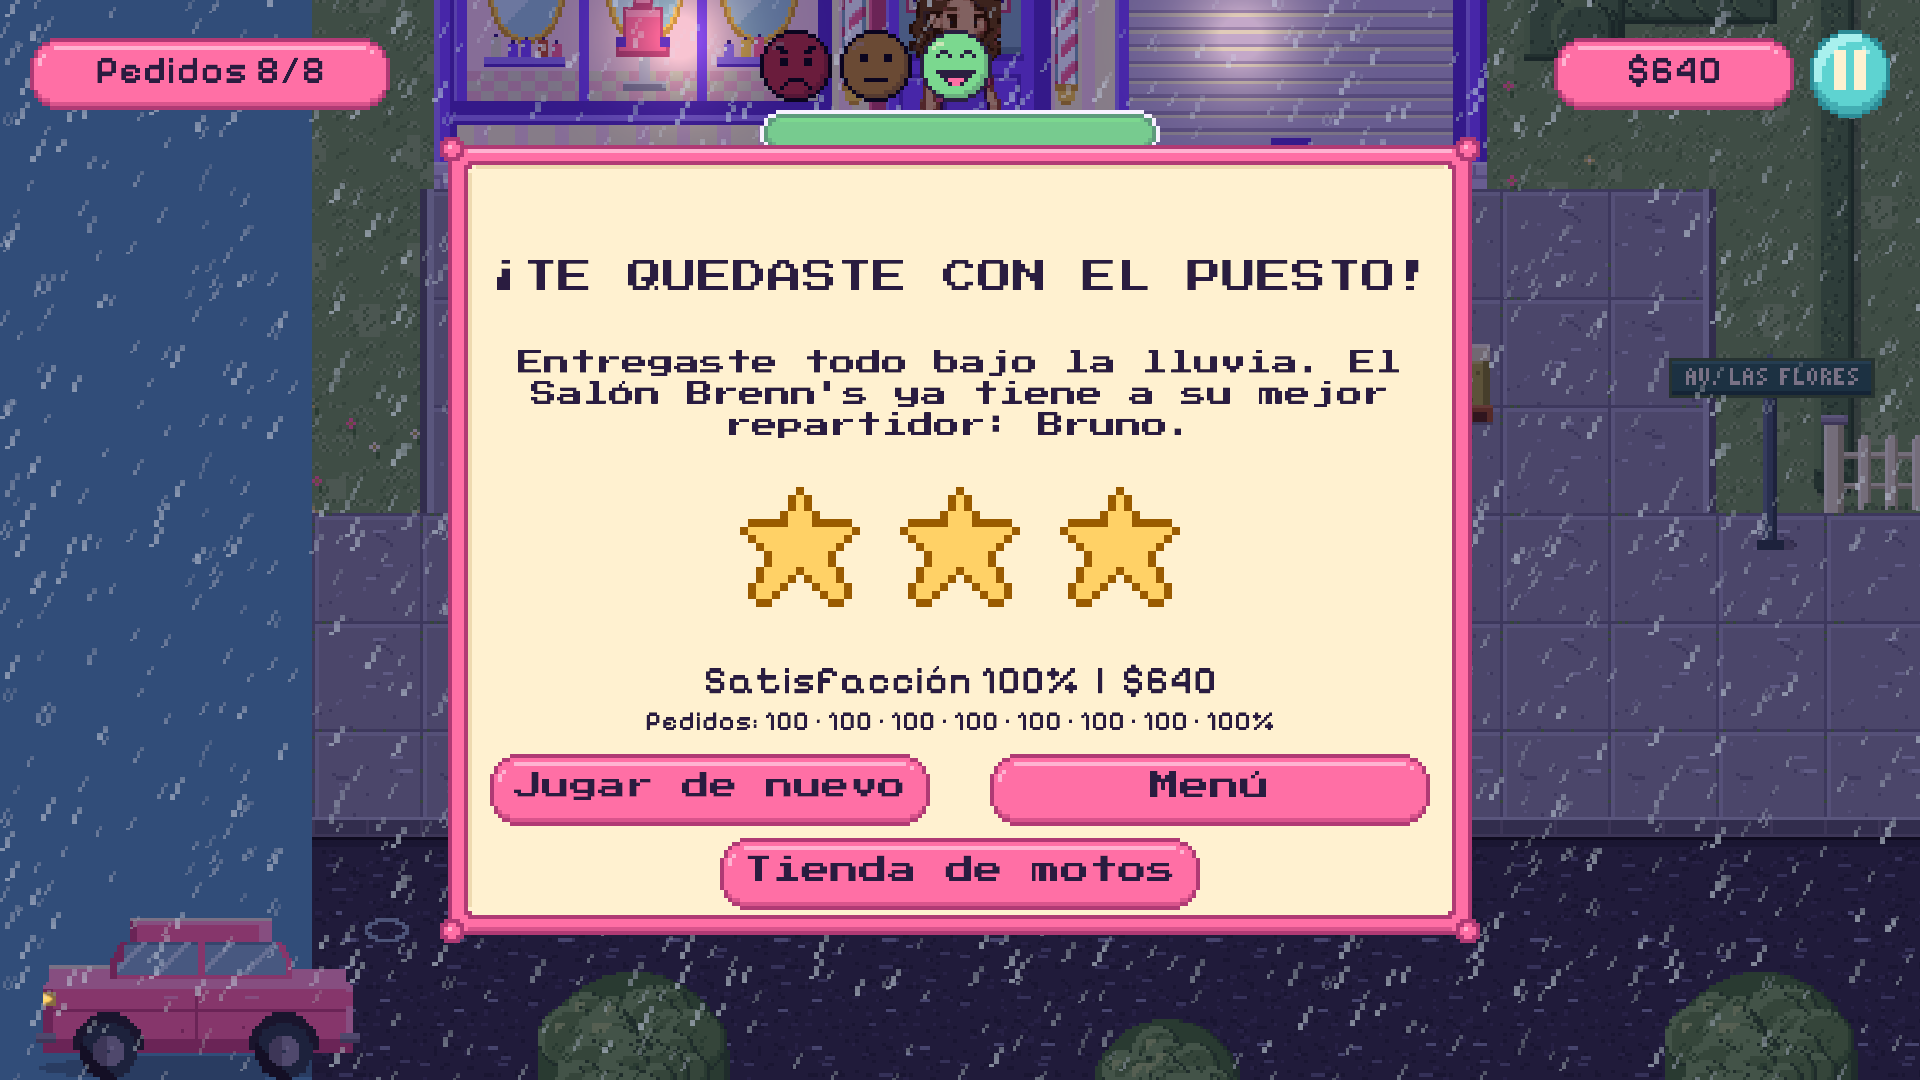 Pedidos 8/8
$640
¡TE QUEDASTE CON EL PUESTO!
Entregaste todo bajo la lluvia. El
Salón Brenn's ya tiene a su mejor
repartidor: Bruno.
AV. LAS FLORES
Satisfacción 100% | $640
Pedidos: 100 · 100 · 100 · 100 · 100 · 100 · 100 · 100%
Jugar de nuevo
Menú
Tienda de motos